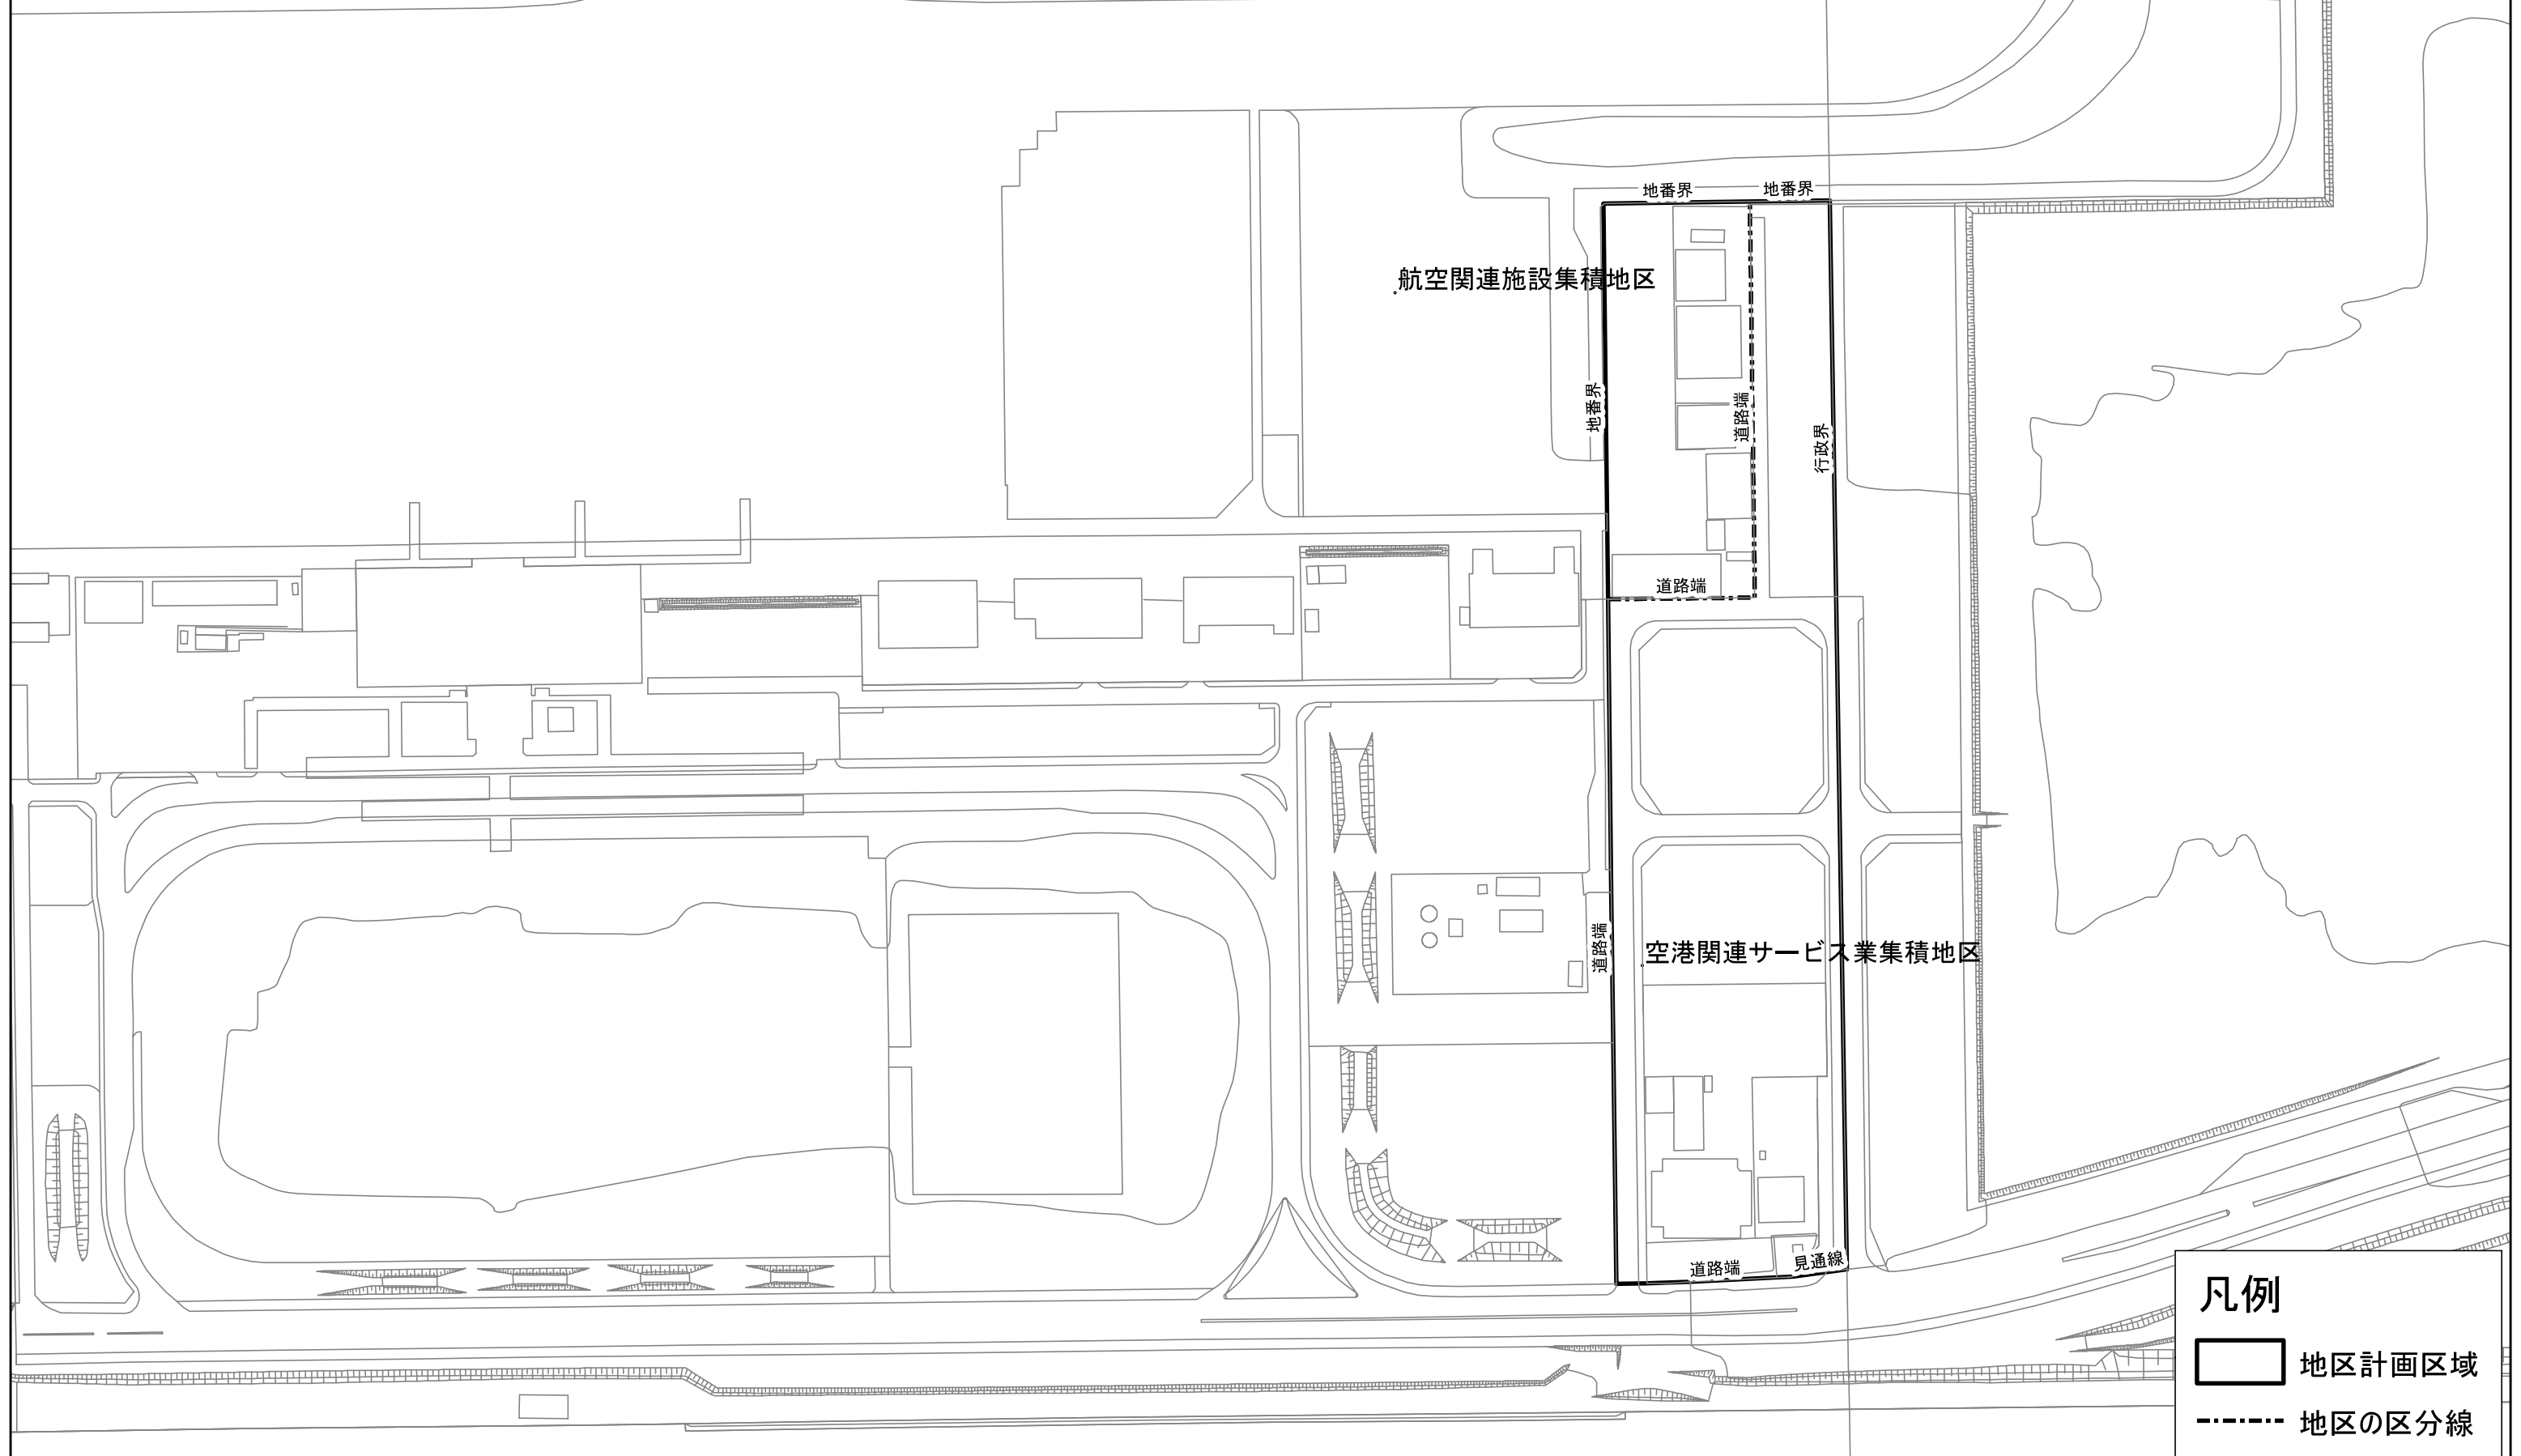 地番界
地番界
航空関連施設集積地区
地番界
道路端
行政界
道路端
道路端
空港関連サービス業集積地区
道路端
見通線
凡例
地区計画区域
地区の区分線